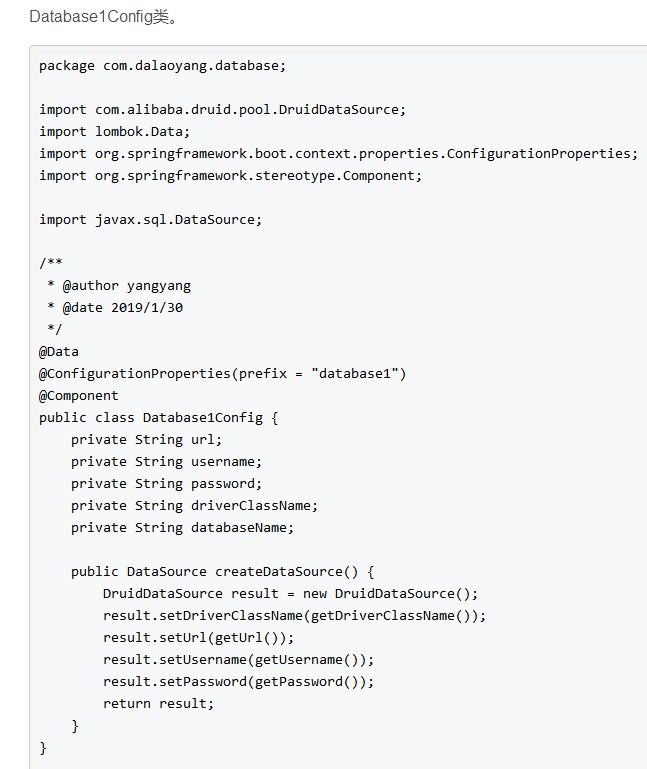 Database1Config类。
package com.dalaoyang.database;

import com.alibaba.druid.pool.DruidDataSource;
import lombok.Data;
import org.springframework.boot.context.properties.ConfigurationProperties;
import org.springframework.stereotype.Component;

import javax.sql.DataSource;

/**
 * @author yangyang
 * @date 2019/1/30
 */
@Data
@ConfigurationProperties(prefix = "database1")
@Component
public class Database1Config {
    private String url;
    private String username;
    private String password;
    private String driverClassName;
    private String databaseName;

    public DataSource createDataSource() {
        DruidDataSource result = new DruidDataSource();
        result.setDriverClassName(getDriverClassName());
        result.setUrl(getUrl());
        result.setUsername(getUsername());
        result.setPassword(getPassword());
        return result;
    }
}